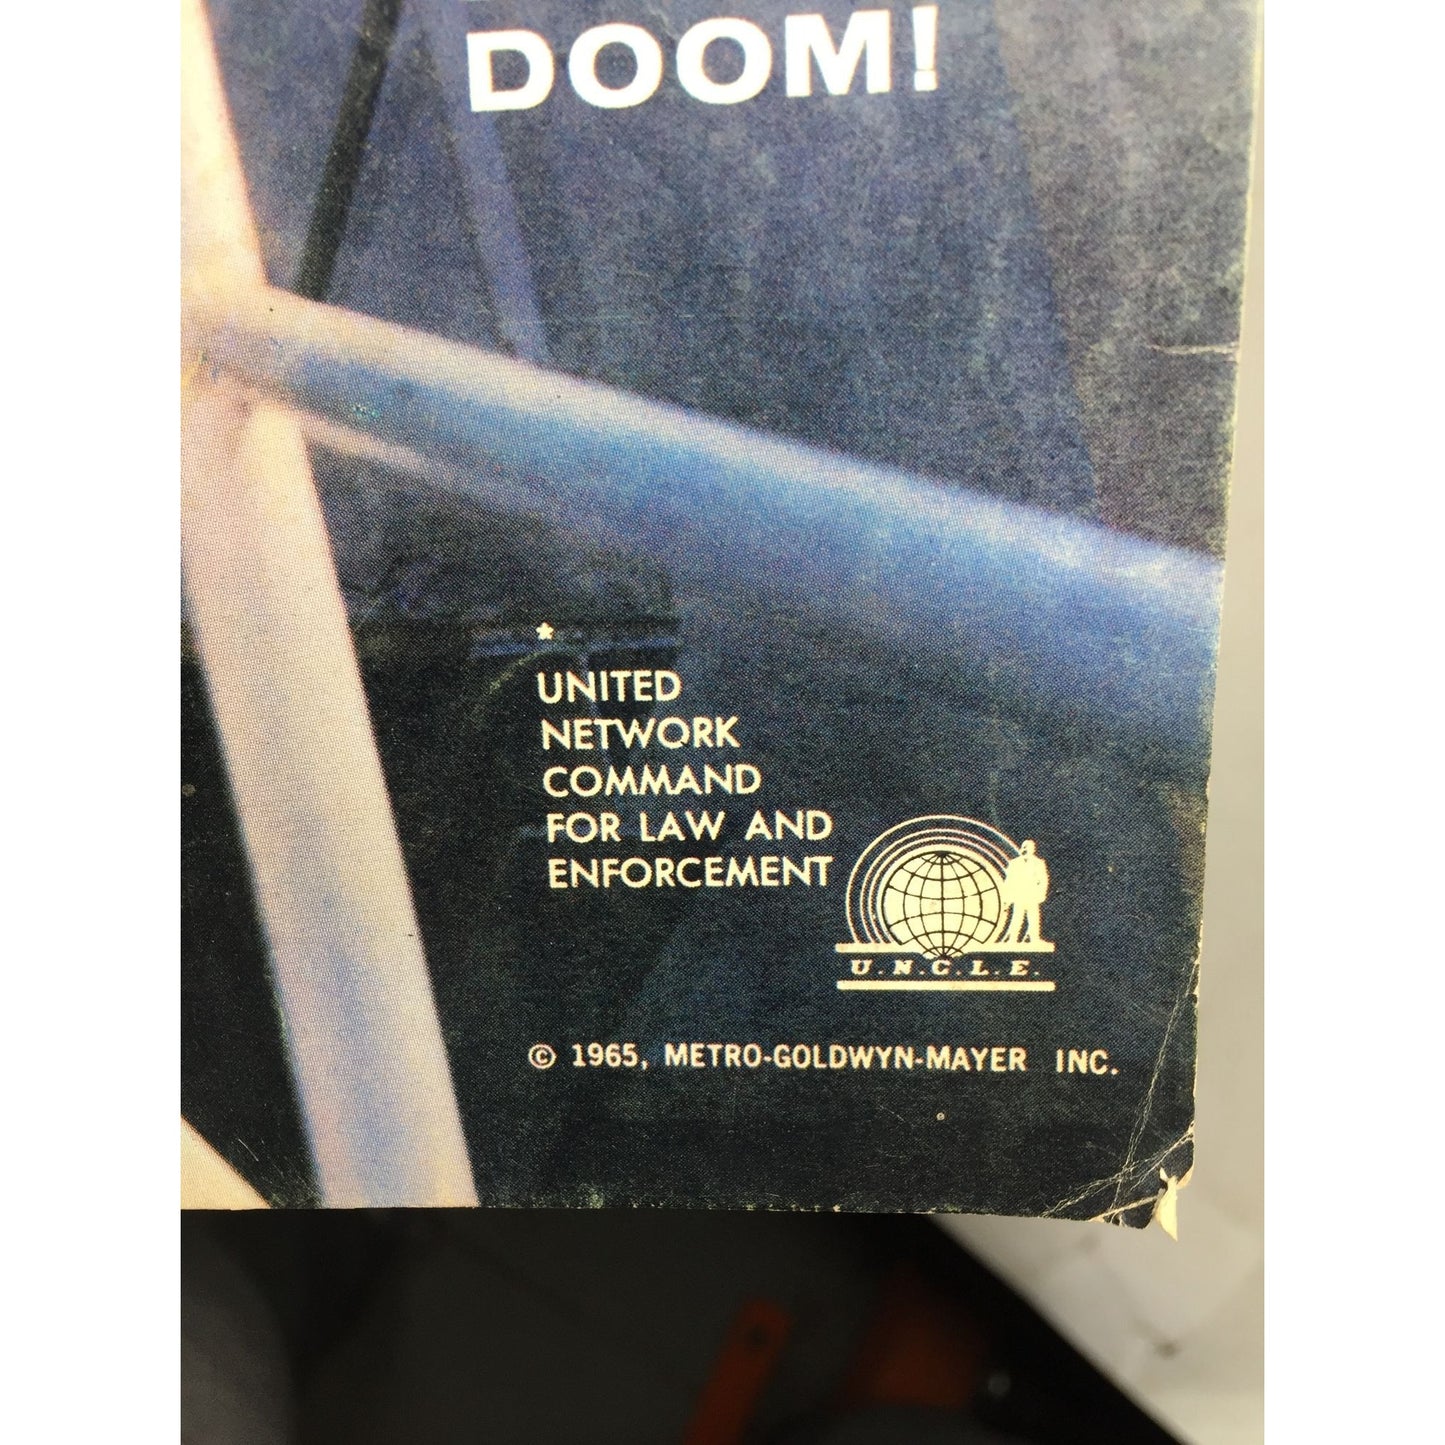 DOOM!
*
UNITED
NETWORK
COMMAND
FOR LAW AND
ENFORCEMENT
U.N.C.L.E.
© 1965, METRO-GOLDWYN-MAYER INC.